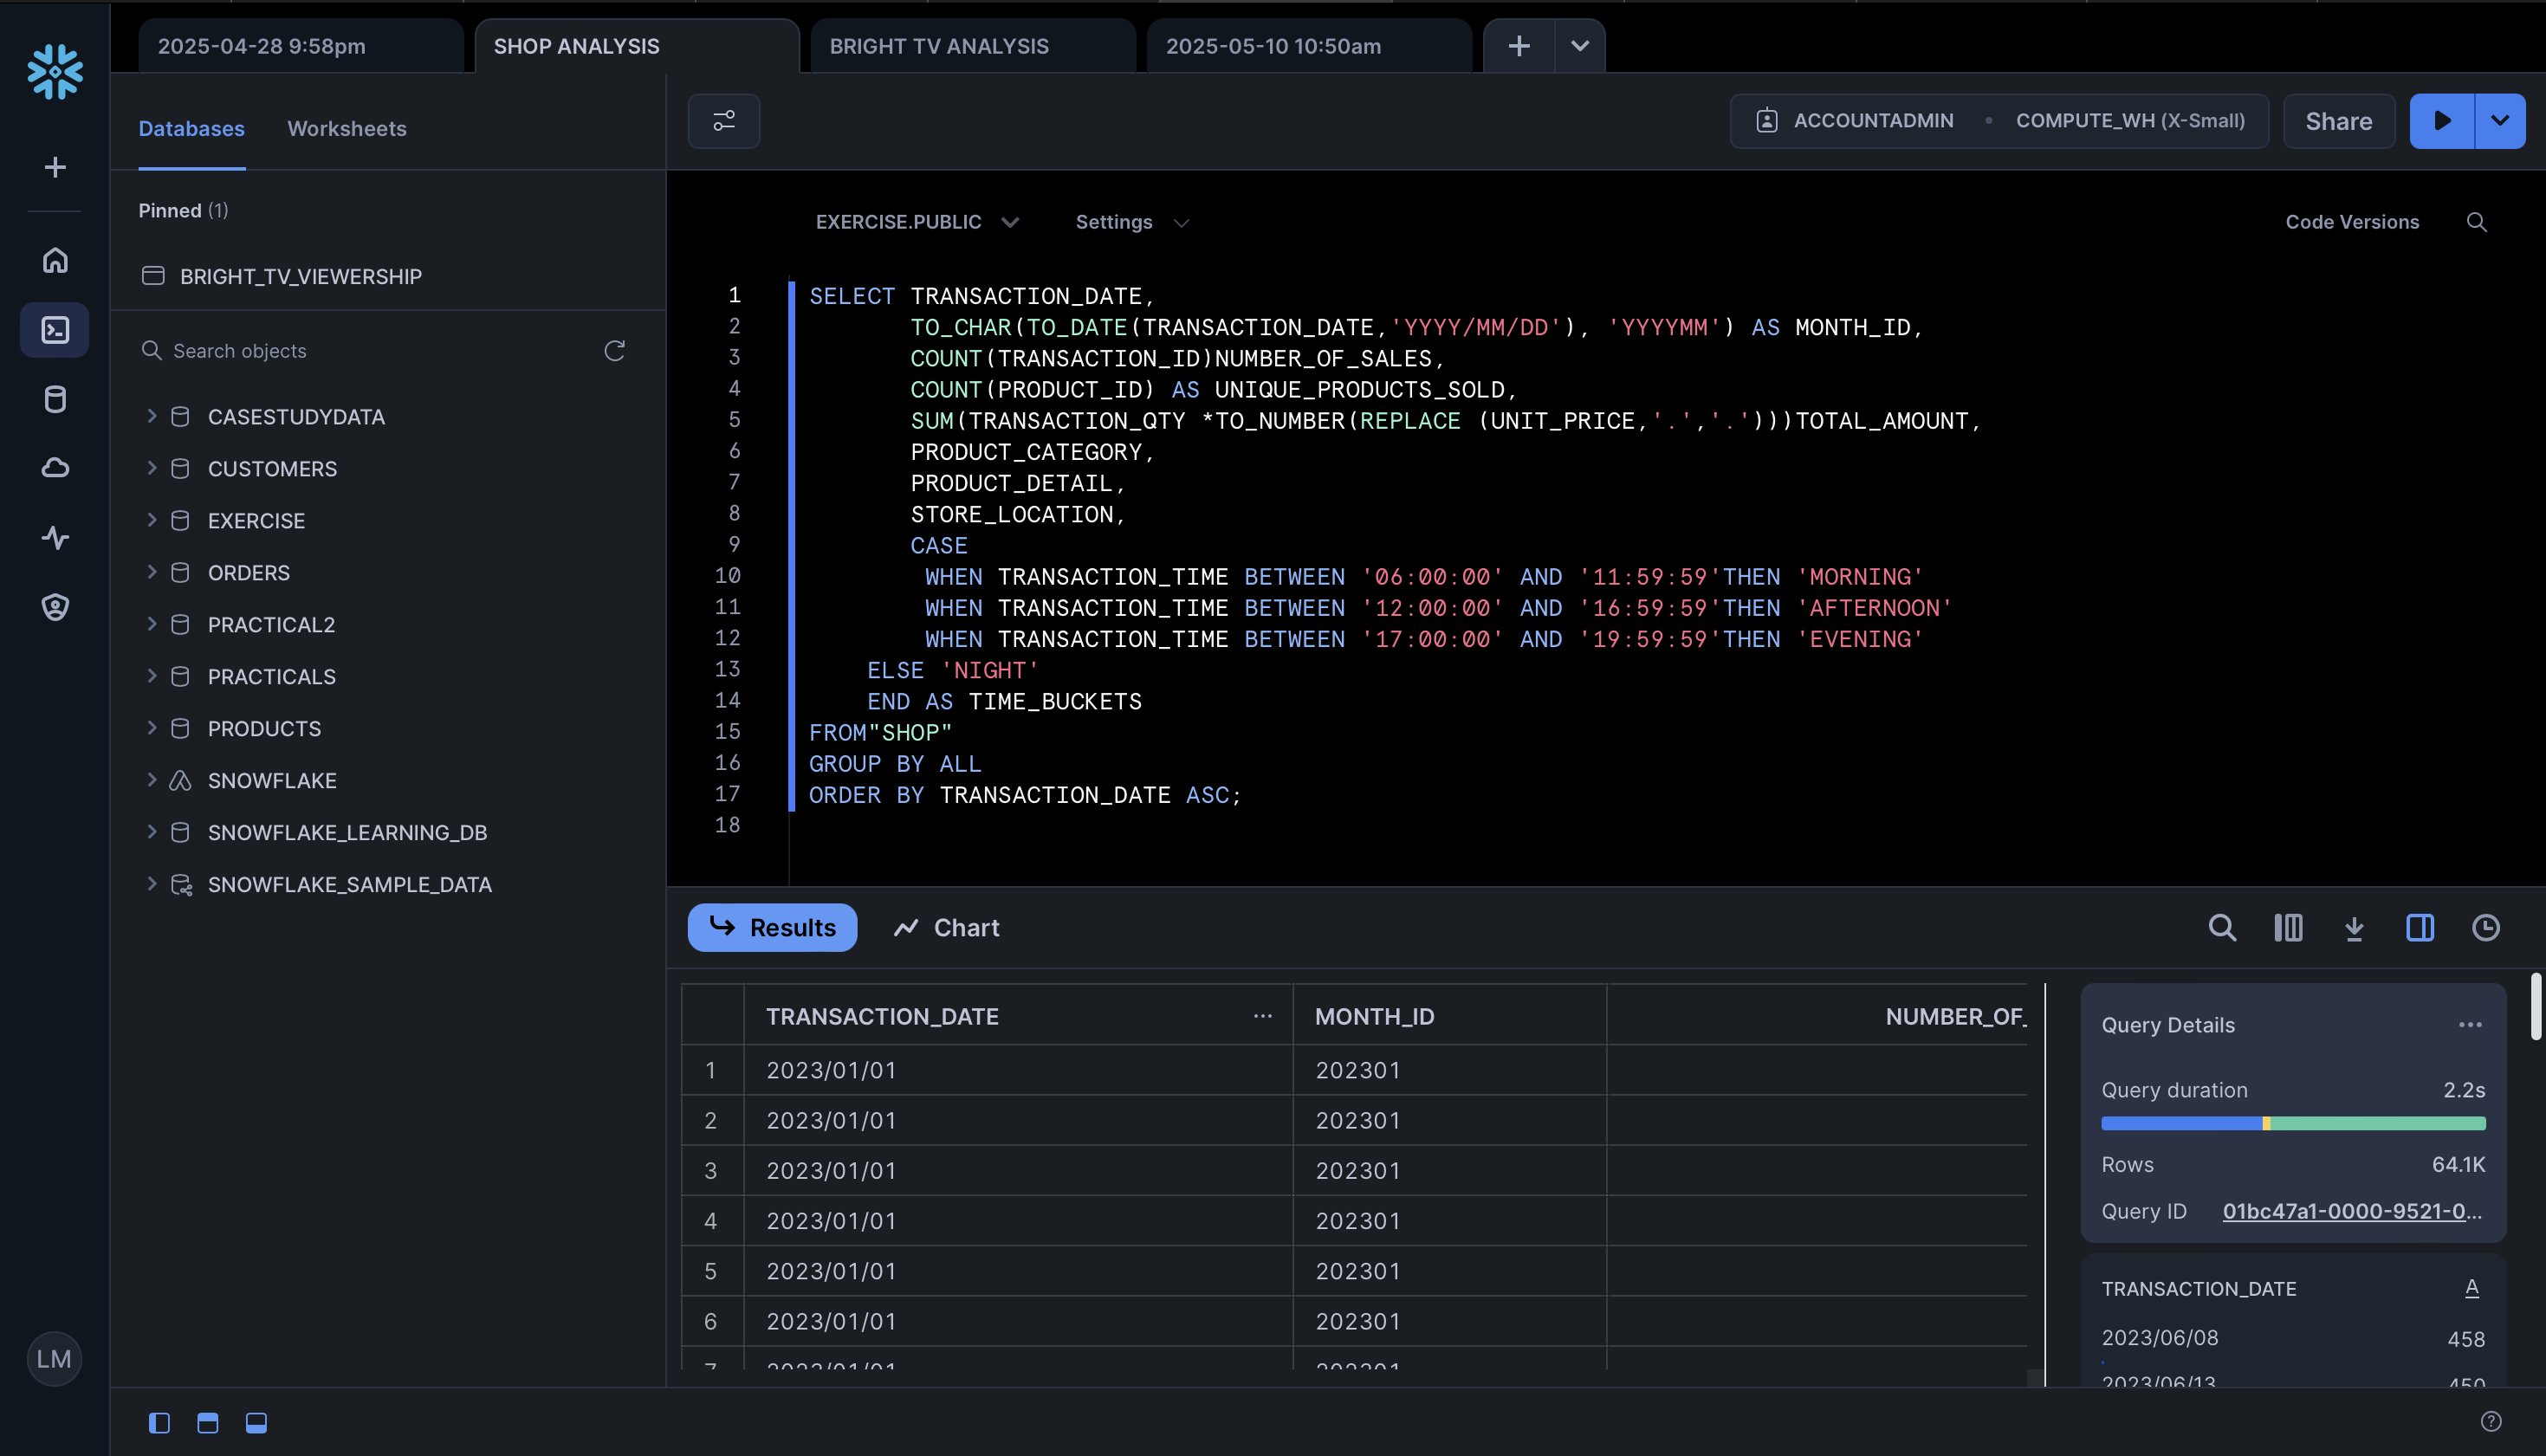 2025-04-28 9:58pm
SHOP ANALYSIS
BRIGHT TV ANALYSIS
2025-05-10 10:50am
Databases
Worksheets
ACCOUNTADMIN
COMPUTE_WH (X-Small)
Share
Pinned (1)
BRIGHT_TV_VIEWERSHIP
Search objects
CASESTUDYDATA
CUSTOMERS
EXERCISE
ORDERS
PRACTICAL2
PRACTICALS
PRODUCTS
SNOWFLAKE
SNOWFLAKE_LEARNING_DB
SNOWFLAKE_SAMPLE_DATA
LM
EXERCISE.PUBLIC
Settings
Code Versions
1 SELECT TRANSACTION_DATE,
2 TO_CHAR(TO_DATE(TRANSACTION_DATE,'YYYY/MM/DD'), 'YYYYMM') AS MONTH_ID,
3 COUNT(TRANSACTION_ID)NUMBER_OF_SALES,
4 COUNT(PRODUCT_ID) AS UNIQUE_PRODUCTS_SOLD,
5 SUM(TRANSACTION_QTY *TO_NUMBER(REPLACE (UNIT_PRICE,'.','.')))TOTAL_AMOUNT,
6 PRODUCT_CATEGORY,
7 PRODUCT_DETAIL,
8 STORE_LOCATION,
9 CASE
10 WHEN TRANSACTION_TIME BETWEEN '06:00:00' AND '11:59:59'THEN 'MORNING'
11 WHEN TRANSACTION_TIME BETWEEN '12:00:00' AND '16:59:59'THEN 'AFTERNOON'
12 WHEN TRANSACTION_TIME BETWEEN '17:00:00' AND '19:59:59'THEN 'EVENING'
13 ELSE 'NIGHT'
14 END AS TIME_BUCKETS
15 FROM"SHOP"
16 GROUP BY ALL
17 ORDER BY TRANSACTION_DATE ASC;
18
Results
Chart
TRANSACTION_DATE ... MONTH_ID NUMBER_OF_
1 2023/01/01 202301
2 2023/01/01 202301
3 2023/01/01 202301
4 2023/01/01 202301
5 2023/01/01 202301
6 2023/01/01 202301
7 2023/01/01 202301
Query Details ...
Query duration 2.2s
Rows 64.1K
Query ID 01bc47a1-0000-9521-0...
TRANSACTION_DATE A
2023/06/08 458
2023/06/13 450